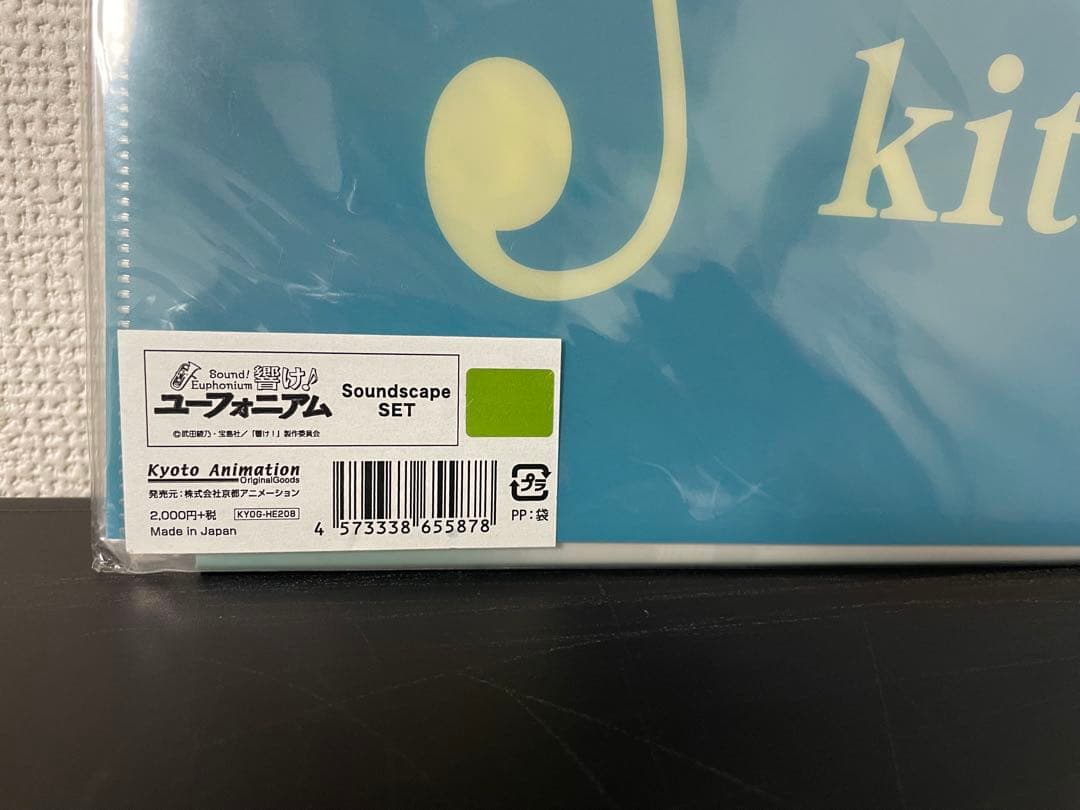 kit
Sound! Euphonium 響け!
ユーフォニアム
Soundscape
SET
©武田綾乃・宝島社/「響け!」製作委員会
Kyoto Animation
OriginalGoods
発売元:株式会社京都アニメーション
2,000円+税 KYOG-HE208
Made in Japan
4 573338 655878
プラ
PP:袋